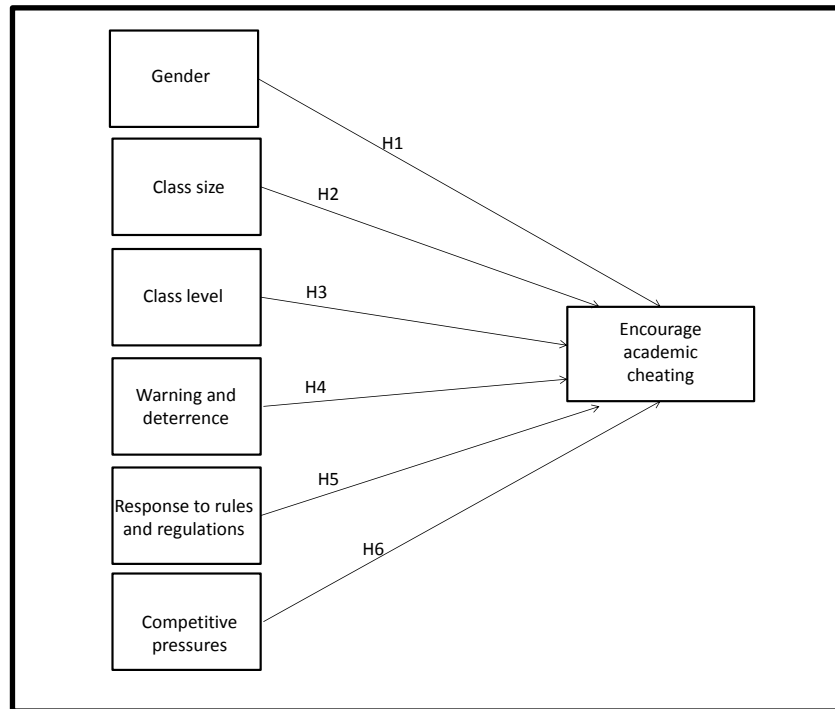 Gender
H1
Class size
H2
Class level
H3
Encourage
academic
cheating
Warning and
deterrence
H4
Response to rules
and regulations
H5
H6
Competitive
pressures